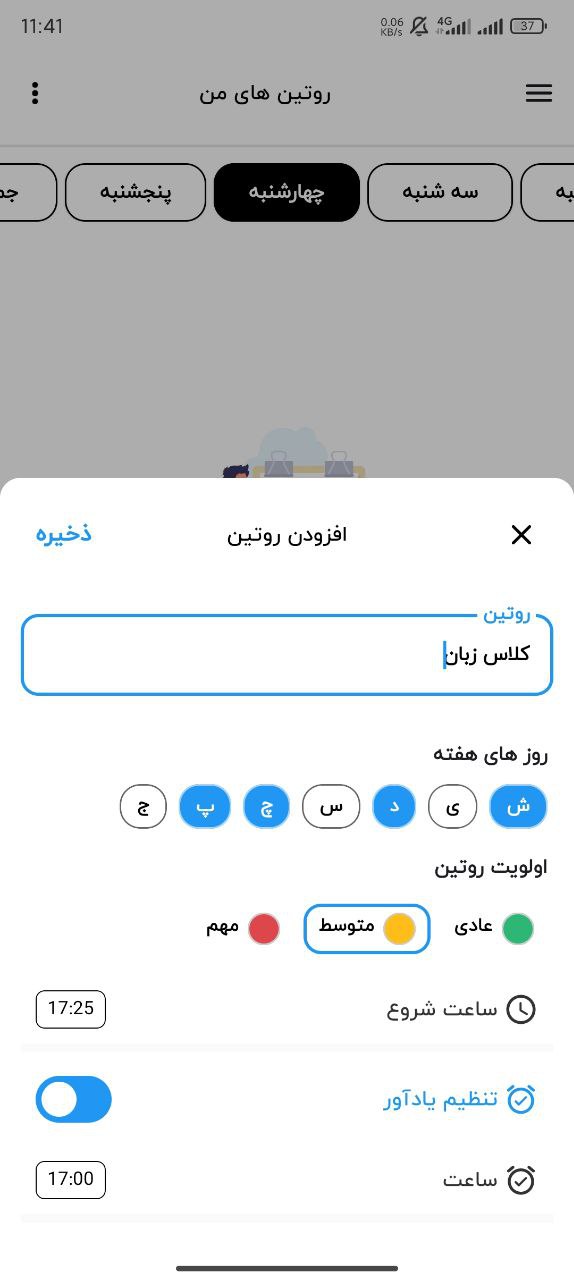 11:41 0.06 KB/s 4G 37
روتین های من
به سه شنبه چهارشنبه پنجشنبه جم
افزودن روتین ذخیره
روتین
کلاس زبان
روز های هفته
ش ی د س چ پ ج
اولویت روتین
عادی متوسط مهم
ساعت شروع 17:25
تنظیم یادآور
ساعت 17:00